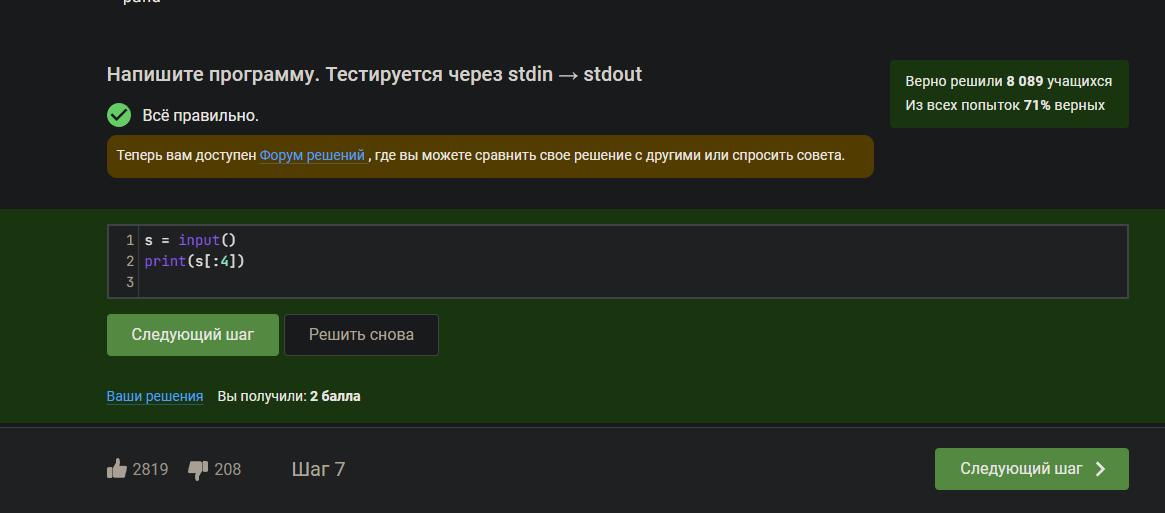 Напишите программу. Тестируется через stdin → stdout
Верно решили 8 089 учащихся
Из всех попыток 71% верных
Всё правильно.
Теперь вам доступен Форум решений , где вы можете сравнить свое решение с другими или спросить совета.
1 s = input()
2 print(s[:4])
3
Следующий шаг Решить снова
Ваши решения Вы получили: 2 балла
2819 208 Шаг 7 Следующий шаг